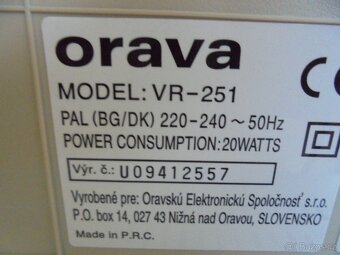 orava
CE
MODEL: VR-251
PAL (BG/DK) 220-240 ~ 50Hz
POWER CONSUMPTION:20WATTS
Výr. č.: U09412557
Vyrobené pre: Oravskú Elektronickú Spoločnosť s.r.o.
P.O. box 14, 027 43 Nižná nad Oravou, SLOVENSKO
Made in P.R.C.